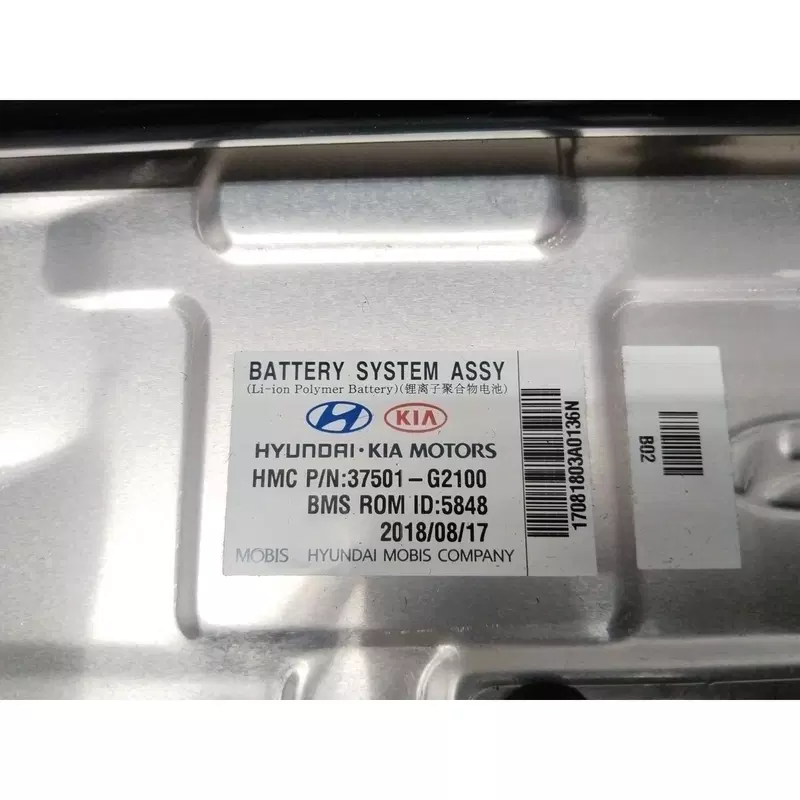 BATTERY SYSTEM ASSY
(Li-ion Polymer Battery)(锂离子聚合物电池)
KIA
HYUNDAI·KIA MOTORS
HMC P/N:37501-G2100
BMS ROM ID:5848
2018/08/17
MOBIS HYUNDAI MOBIS COMPANY
17081803A0136N
B02